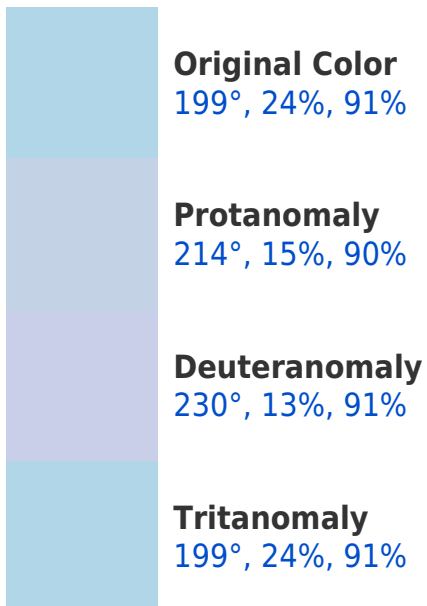 Original Color
199°, 24%, 91%
Protanomaly
214°, 15%, 90%
Deuteranomaly
230°, 13%, 91%
Tritanomaly
199°, 24%, 91%